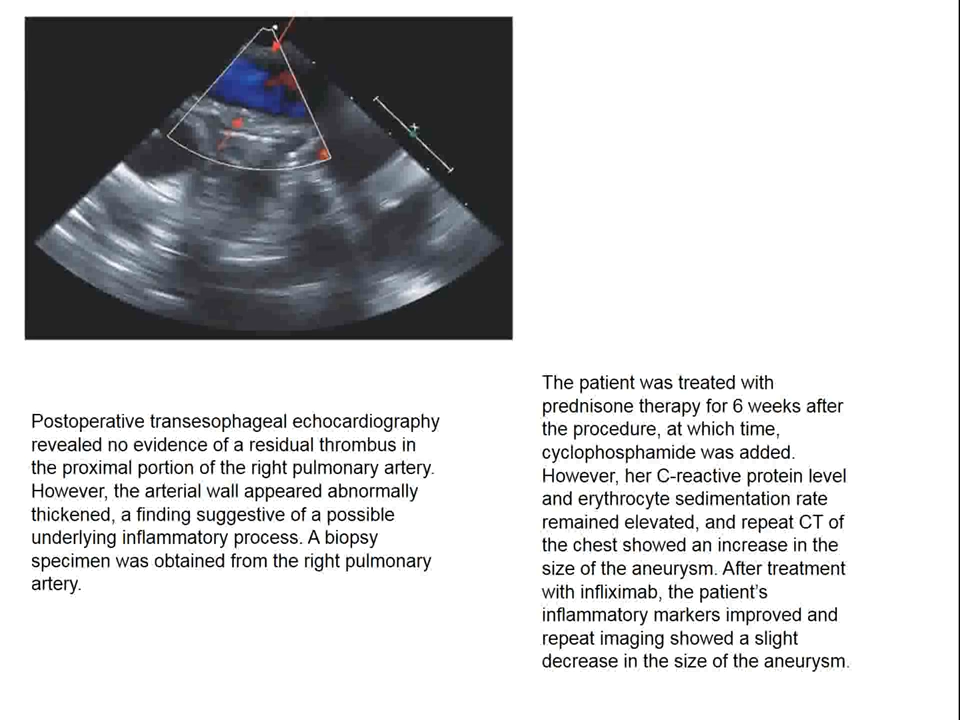 Postoperative transesophageal echocardiography
revealed no evidence of a residual thrombus in
the proximal portion of the right pulmonary artery.
However, the arterial wall appeared abnormally
thickened, a finding suggestive of a possible
underlying inflammatory process. A biopsy
specimen was obtained from the right pulmonary
artery.
The patient was treated with
prednisone therapy for 6 weeks after
the procedure, at which time,
cyclophosphamide was added.
However, her C-reactive protein level
and erythrocyte sedimentation rate
remained elevated, and repeat CT of
the chest showed an increase in the
size of the aneurysm. After treatment
with infliximab, the patient's
inflammatory markers improved and
repeat imaging showed a slight
decrease in the size of the aneurysm.